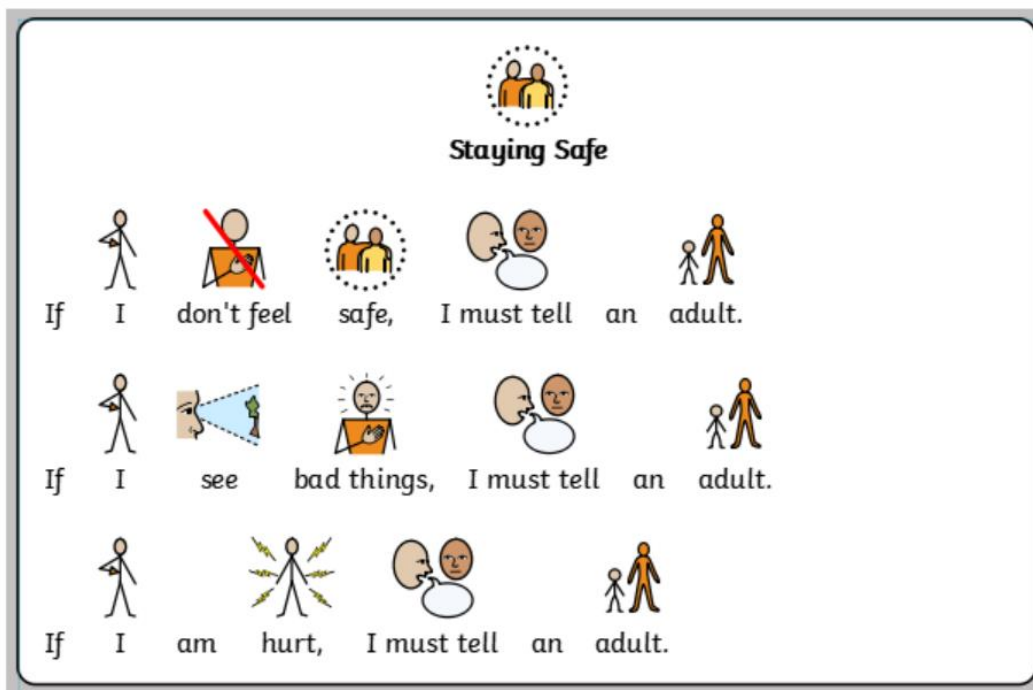 Staying Safe
If I don't feel safe, I must tell an adult.
If I see bad things, I must tell an adult.
If I am hurt, I must tell an adult.